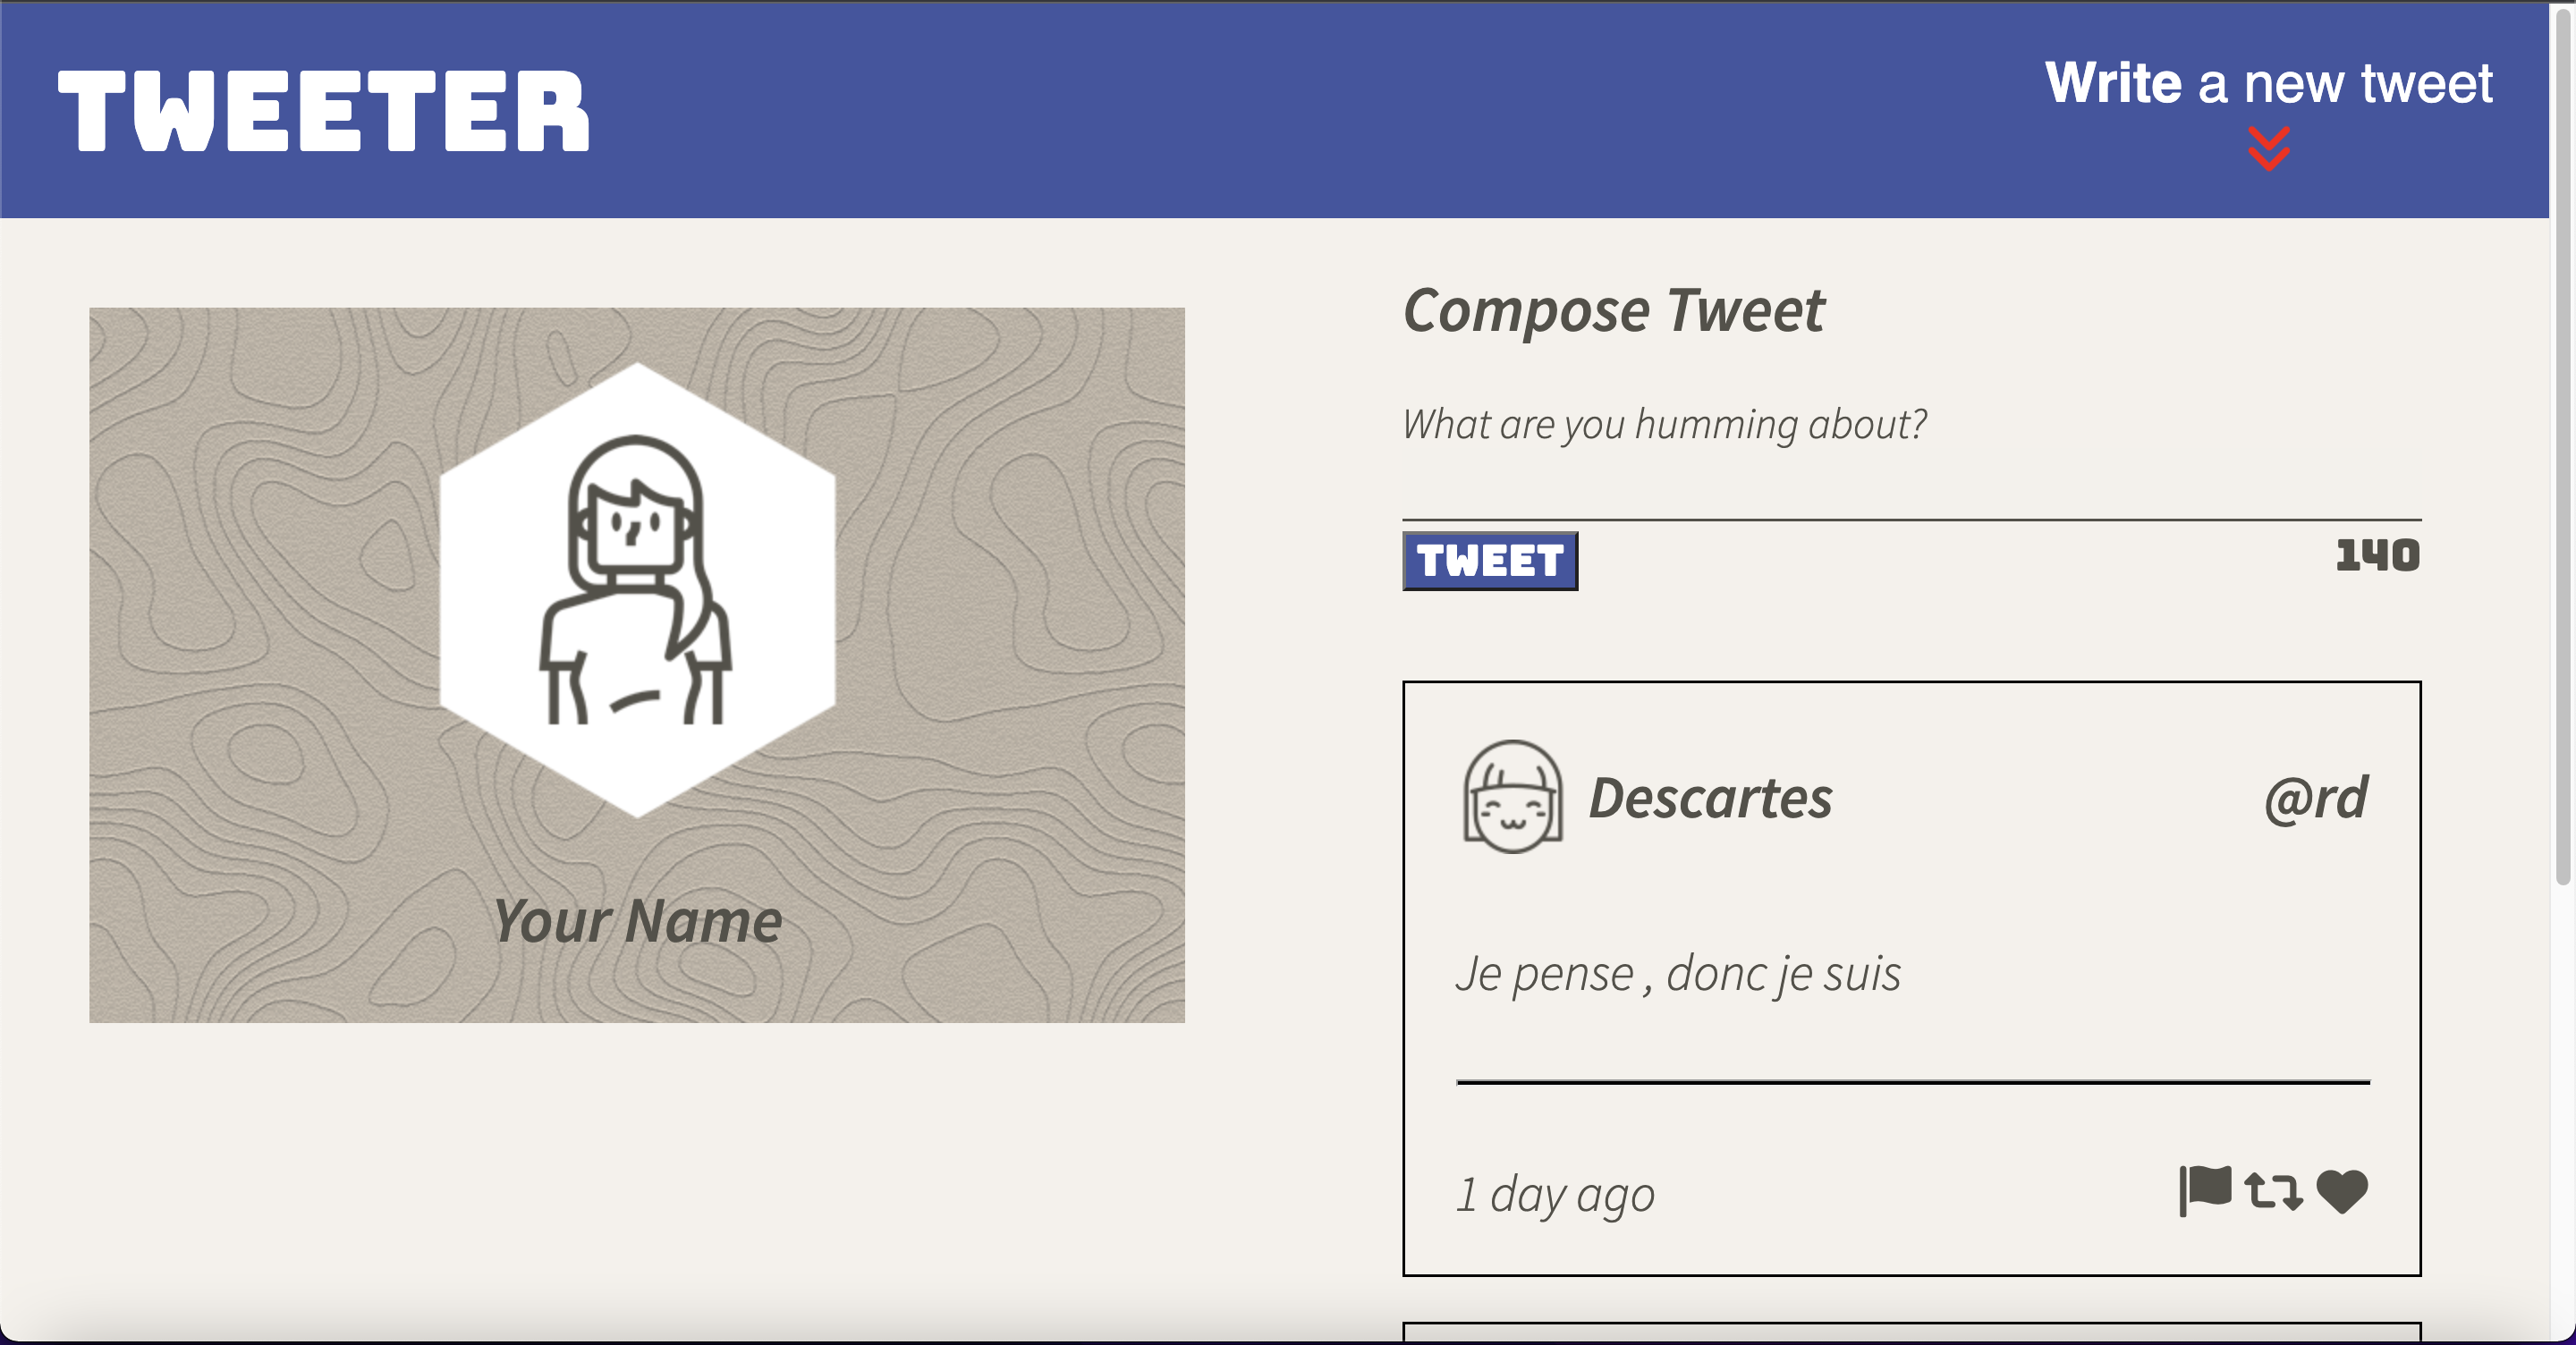 TWEETER
Write a new tweet
Your Name
Compose Tweet
What are you humming about?
TWEET
140
Descartes
@rd
Je pense , donc je suis
1 day ago